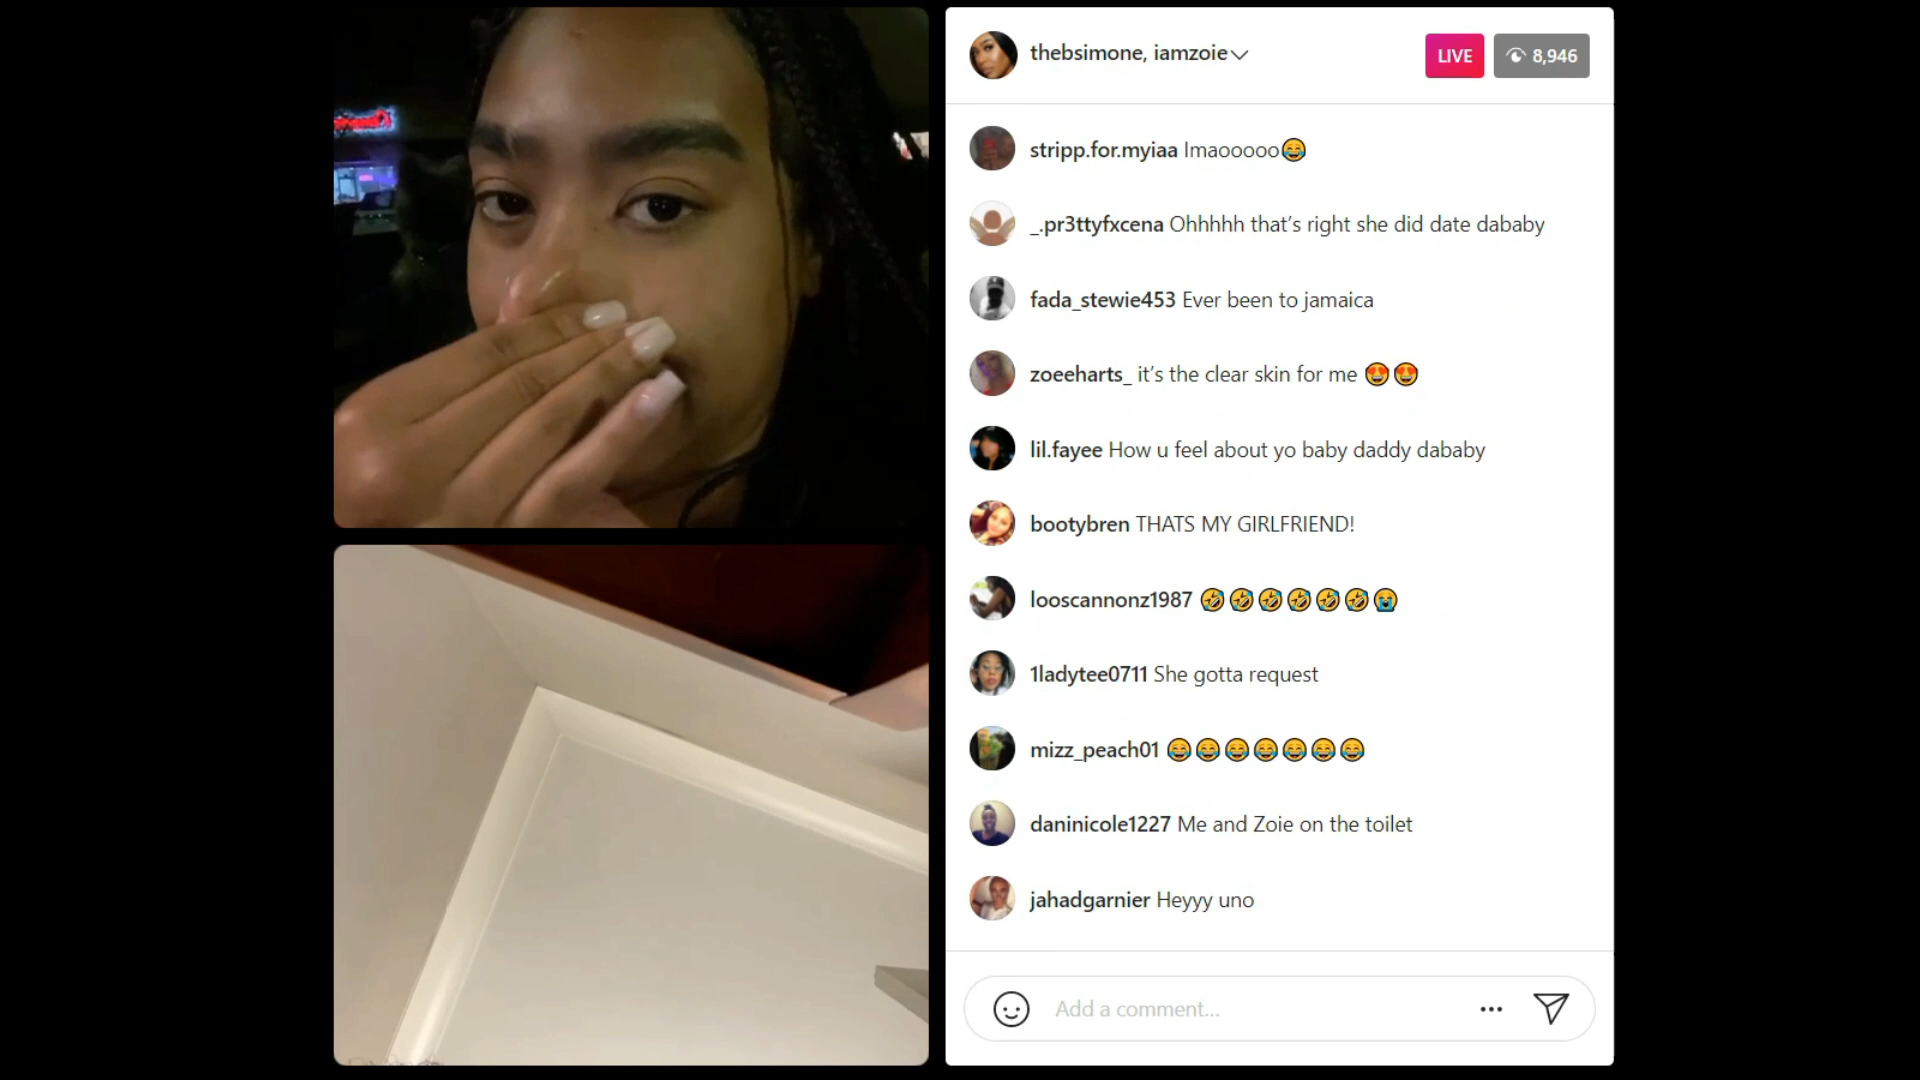 thebsimone, iamzoie
LIVE
8,946
stripp.for.myiaa lmaooooo😂
_.pr3ttyfxcena Ohhhhh that’s right she did date dababy
fada_stewie453 Ever been to jamaica
zoeeharts_ it’s the clear skin for me 😍😍
lil.fayee How u feel about yo baby daddy dababy
bootybren THATS MY GIRLFRIEND!
looscannonz1987 🤣🤣🤣🤣🤣🤣😭
1ladytee0711 She gotta request
mizz_peach01 😂😂😂😂😂😂😂
daninicole1227 Me and Zoie on the toilet
jahadgarnier Heyyy uno
Add a comment...